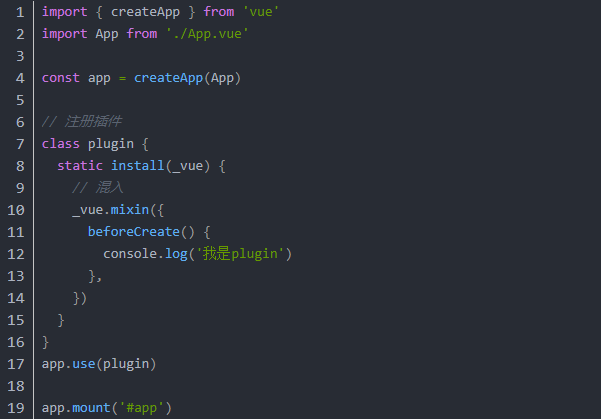 1 import { createApp } from 'vue'
2 import App from './App.vue'
3
4 const app = createApp(App)
5
6 // 注册插件
7 class plugin {
8   static install(_vue) {
9     // 混入
10     _vue.mixin({
11       beforeCreate() {
12         console.log('我是plugin')
13       },
14     })
15   }
16 }
17 app.use(plugin)
18
19 app.mount('#app')